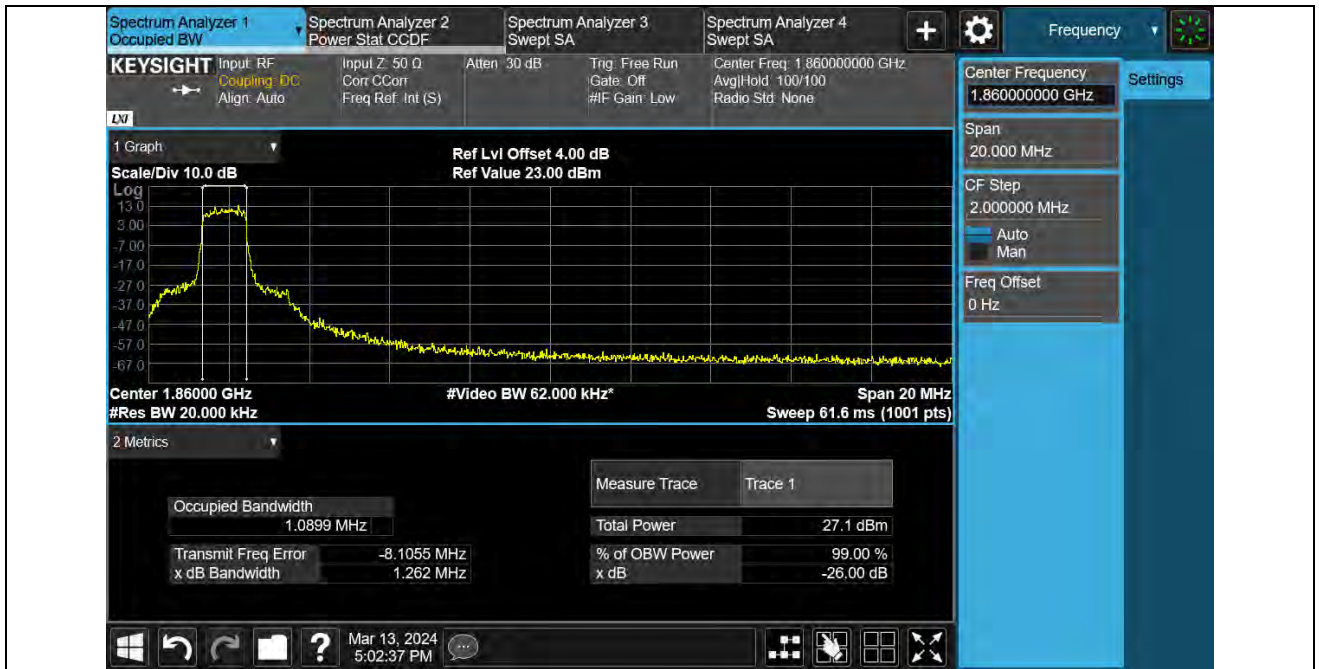 Spectrum Analyzer 1
Occupied BW
Spectrum Analyzer 2
Power Stat CCDF
Spectrum Analyzer 3
Swept SA
Spectrum Analyzer 4
Swept SA
+
Frequency
KEYSIGHT
LXI
Input: RF
Coupling: DC
Align: Auto
Input Z: 50 Ω
Corr CCorr
Freq Ref: Int (S)
Atten: 30 dB
Trig: Free Run
Gate: Off
#IF Gain: Low
Center Freq: 1.860000000 GHz
Avg|Hold: 100/100
Radio Std: None
Center Frequency
1.860000000 GHz
Settings
Span
20.000 MHz
CF Step
2.000000 MHz
Auto
Man
Freq Offset
0 Hz
1 Graph
Scale/Div 10.0 dB
Ref Lvl Offset 4.00 dB
Ref Value 23.00 dBm
Log
13.0
3.00
-7.00
-17.0
-27.0
-37.0
-47.0
-57.0
-67.0
Center 1.86000 GHz
#Video BW 62.000 kHz*
Span 20 MHz
#Res BW 20.000 kHz
Sweep 61.6 ms (1001 pts)
2 Metrics
Measure Trace
Trace 1
Occupied Bandwidth
1.0899 MHz
Total Power
27.1 dBm
Transmit Freq Error
-8.1055 MHz
% of OBW Power
99.00 %
x dB Bandwidth
1.262 MHz
x dB
-26.00 dB
?
Mar 13, 2024
5:02:37 PM